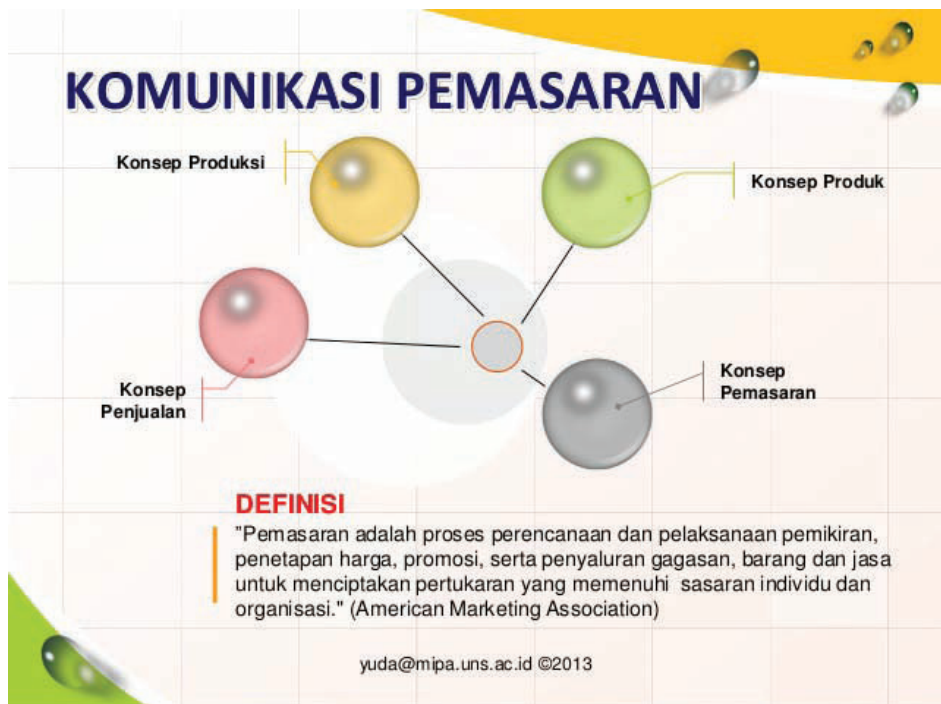 KOMUNIKASI PEMASARAN
Konsep Produksi
Konsep Produk
Konsep
Penjualan
Konsep
Pemasaran
DEFINISI
"Pemasaran adalah proses perencanaan dan pelaksanaan pemikiran,
penetapan harga, promosi, serta penyaluran gagasan, barang dan jasa
untuk menciptakan pertukaran yang memenuhi sasaran individu dan
organisasi." (American Marketing Association)
yuda@mipa.uns.ac.id ©2013